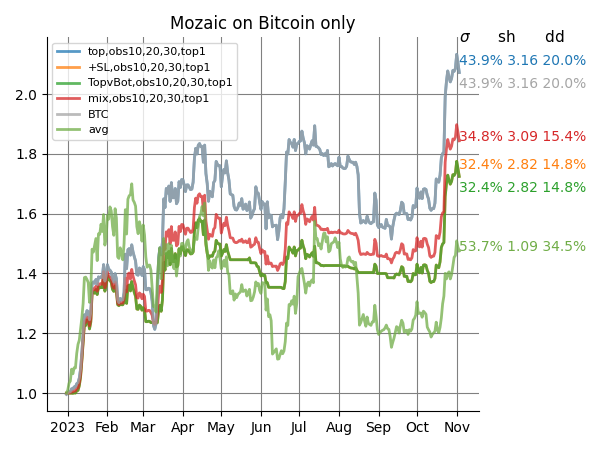 Mozaic on Bitcoin only
σ sh dd
top,obs10,20,30,top1
+SL,obs10,20,30,top1
TopvBot,obs10,20,30,top1
mix,obs10,20,30,top1
BTC
avg
43.9% 3.16 20.0%
43.9% 3.16 20.0%
34.8% 3.09 15.4%
32.4% 2.82 14.8%
32.4% 2.82 14.8%
53.7% 1.09 34.5%
2.0
1.8
1.6
1.4
1.2
1.0
2023 Feb Mar Apr May Jun Jul Aug Sep Oct Nov